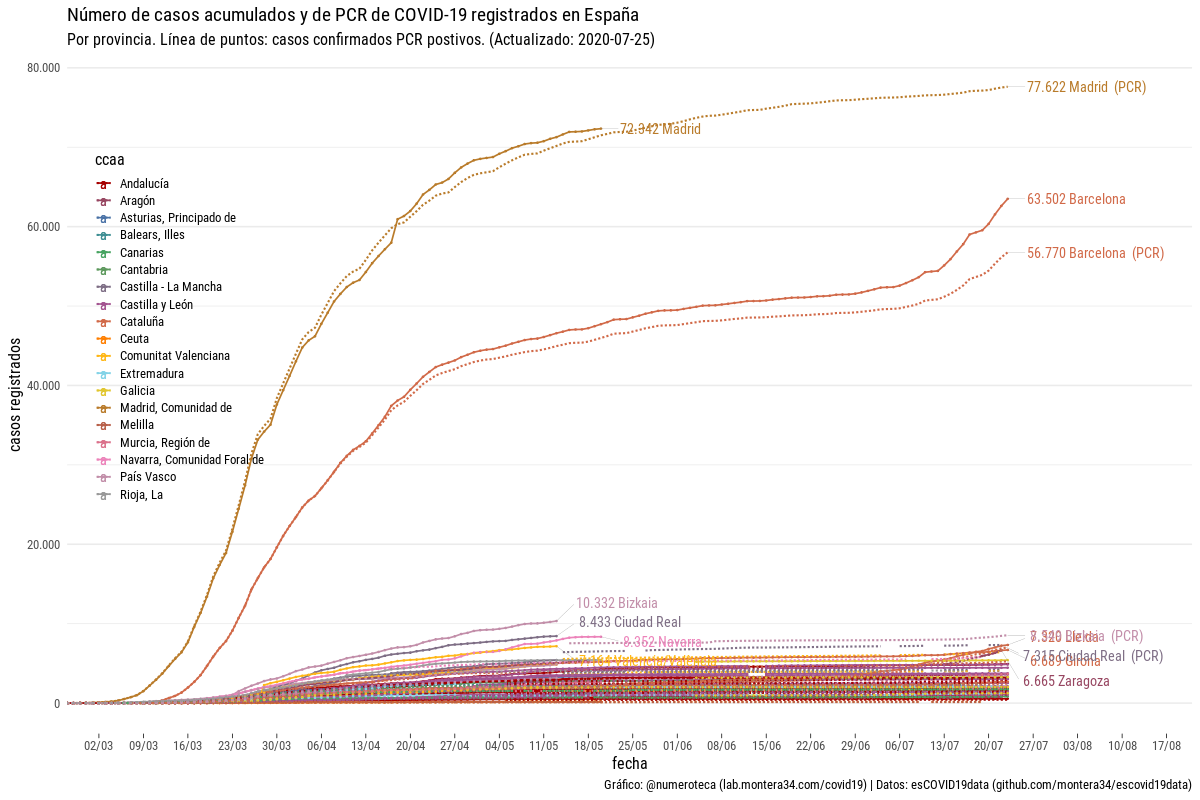 Número de casos acumulados y de PCR de COVID-19 registrados en España
Por provincia. Línea de puntos: casos confirmados PCR postivos. (Actualizado: 2020-07-25)
80.000
60.000
40.000
20.000
0
casos registrados
ccaa
Andalucía
Aragón
Asturias, Principado de
Balears, Illes
Canarias
Cantabria
Castilla - La Mancha
Castilla y León
Cataluña
Ceuta
Comunitat Valenciana
Extremadura
Galicia
Madrid, Comunidad de
Melilla
Murcia, Región de
Navarra, Comunidad Foral de
País Vasco
Rioja, La
77.622 Madrid (PCR)
72.342 Madrid
63.502 Barcelona
56.770 Barcelona (PCR)
10.332 Bizkaia
8.433 Ciudad Real
8.352 Navarra
(PCR)
7.315 Ciudad Real (PCR)
6.689 Girona
6.665 Zaragoza
02/03 09/03 16/03 23/03 30/03 06/04 13/04 20/04 27/04 04/05 11/05 18/05 25/05 01/06 08/06 15/06 22/06 29/06 06/07 13/07 20/07 27/07 03/08 10/08 17/08
fecha
Gráfico: @numeroteca (lab.montera34.com/covid19) | Datos: esCOVID19data (github.com/montera34/escovid19data)